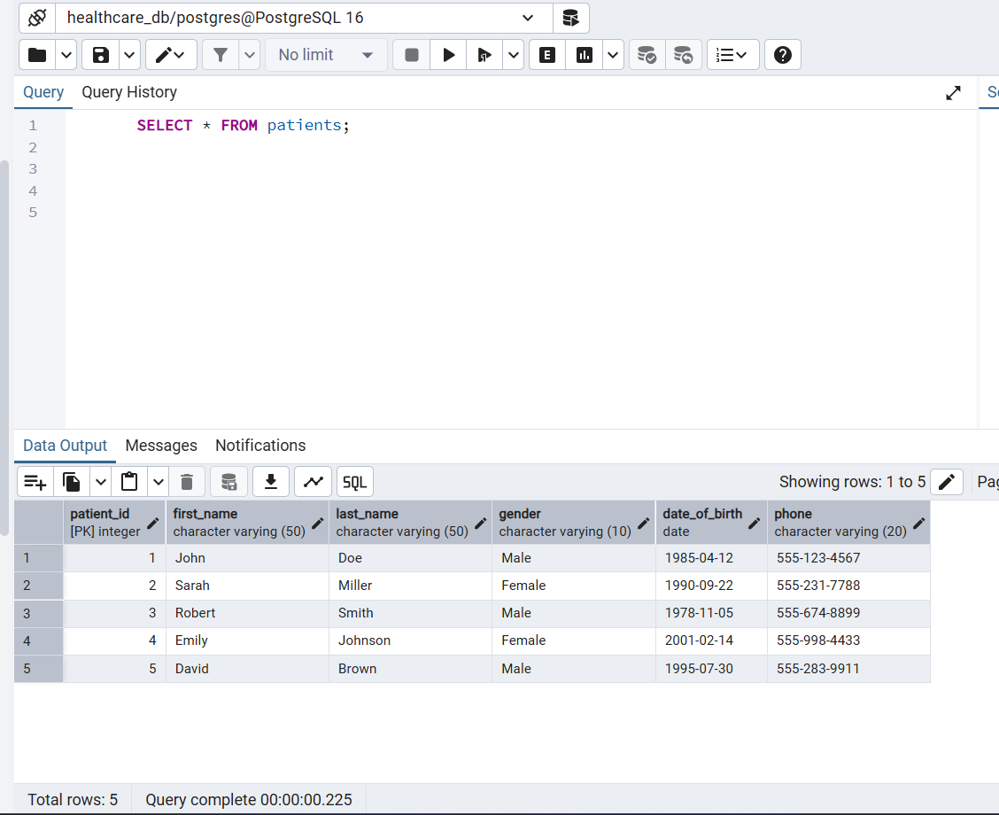 healthcare_db/postgres@PostgreSQL 16
No limit
E
Query Query History
1 SELECT * FROM patients;
2
3
4
5
Data Output Messages Notifications
SQL Showing rows: 1 to 5
patient_id first_name last_name gender date_of_birth phone
[PK] integer character varying (50) character varying (50) character varying (10) date character varying (20)
1 1 John Doe Male 1985-04-12 555-123-4567
2 2 Sarah Miller Female 1990-09-22 555-231-7788
3 3 Robert Smith Male 1978-11-05 555-674-8899
4 4 Emily Johnson Female 2001-02-14 555-998-4433
5 5 David Brown Male 1995-07-30 555-283-9911
Total rows: 5 Query complete 00:00:00.225